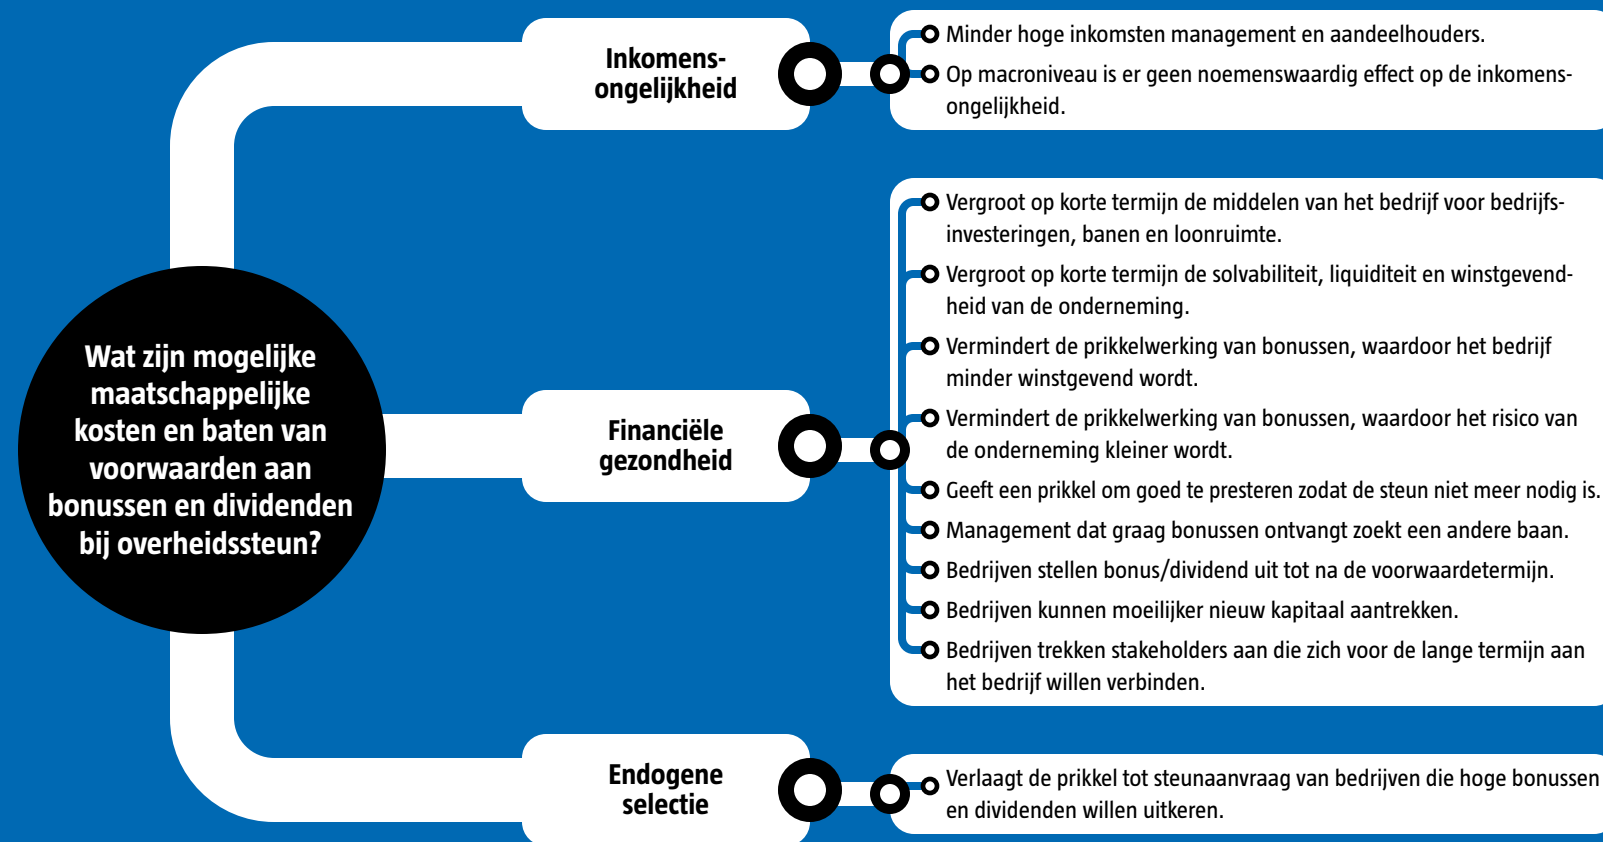 Wat zijn mogelijke
maatschappelijke
kosten en baten van
voorwaarden aan
bonussen en dividenden
bij overheidssteun?
Inkomens-
ongelijkheid
Minder hoge inkomsten management en aandeelhouders.
Op macroniveau is er geen noemenswaardig effect op de inkomens-
ongelijkheid.
Financiële
gezondheid
Vergroot op korte termijn de middelen van het bedrijf voor bedrijfs-
investeringen, banen en loonruimte.
Vergroot op korte termijn de solvabiliteit, liquiditeit en winstgevend-
heid van de onderneming.
Vermindert de prikkelwerking van bonussen, waardoor het bedrijf
minder winstgevend wordt.
Vermindert de prikkelwerking van bonussen, waardoor het risico van
de onderneming kleiner wordt.
Geeft een prikkel om goed te presteren zodat de steun niet meer nodig is.
Management dat graag bonussen ontvangt zoekt een andere baan.
Bedrijven stellen bonus/dividend uit tot na de voorwaardetermijn.
Bedrijven kunnen moeilijker nieuw kapitaal aantrekken.
Bedrijven trekken stakeholders aan die zich voor de lange termijn aan
het bedrijf willen verbinden.
Endogene
selectie
Verlaagt de prikkel tot steunaanvraag van bedrijven die hoge bonussen
en dividenden willen uitkeren.